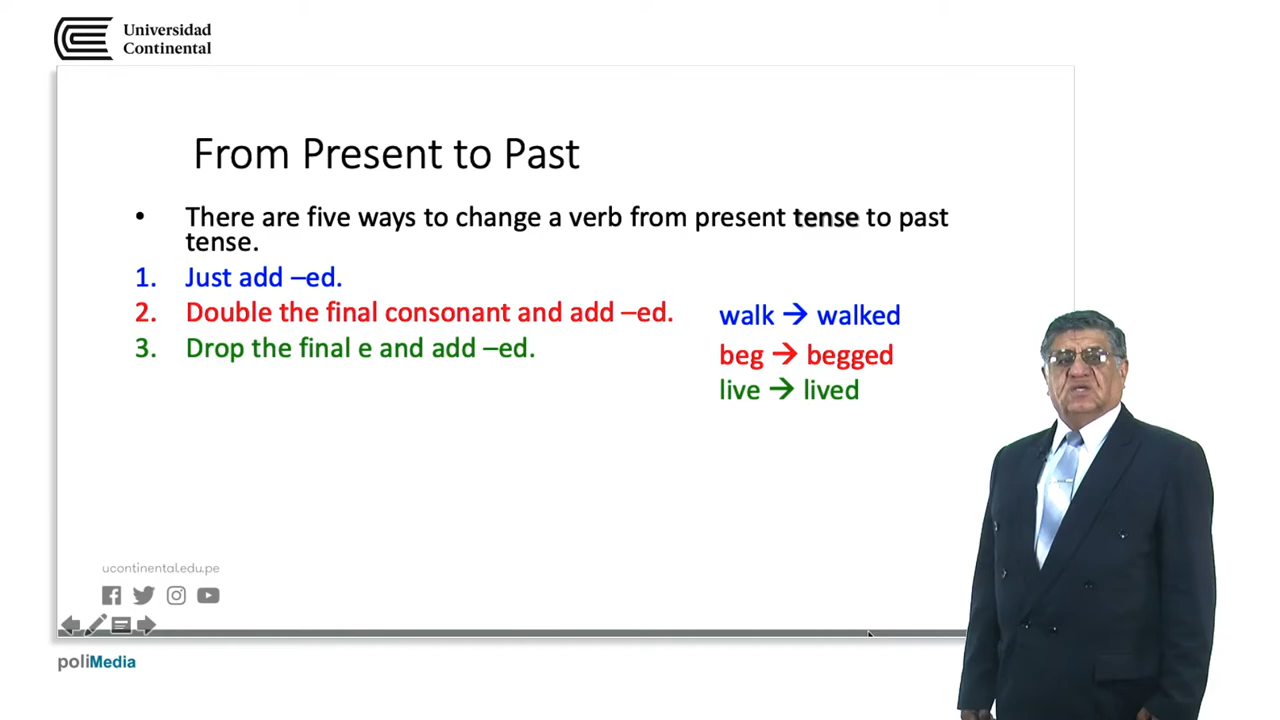 Universidad
Continental
From Present to Past
• There are five ways to change a verb from present tense to past
tense.
1. Just add –ed.
2. Double the final consonant and add –ed.
3. Drop the final e and add –ed.
walk → walked
beg → begged
live → lived
ucontinental.edu.pe
poliMedia